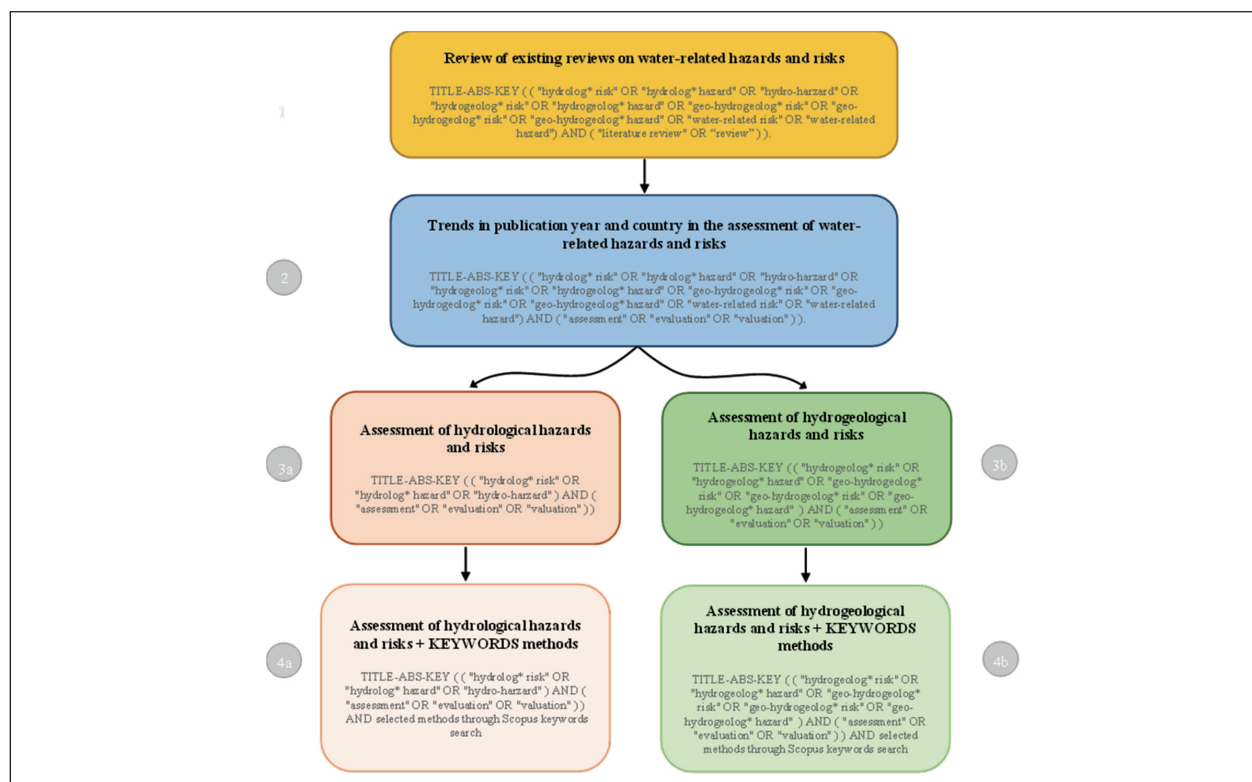 Review of existing reviews on water-related hazards and risks
TITLE-ABS-KEY ( ( "hydrolog* risk" OR "hydrolog* hazard" OR "hydro-harzard" OR
"hydrogeolog* risk" OR "hydrogeolog* hazard" OR "geo-hydrogeolog* risk" OR "geo-
hydrogeolog* risk" OR "geo-hydrogeolog* hazard" OR "water-related risk" OR "water-related
hazard") AND ( "literature review" OR “review” ) ).
1
Trends in publication year and country in the assessment of water-
related hazards and risks
TITLE-ABS-KEY ( ( "hydrolog* risk" OR "hydrolog* hazard" OR "hydro-harzard" OR
"hydrogeolog* risk" OR "hydrogeolog* hazard" OR "geo-hydrogeolog* risk" OR "geo-
hydrogeolog* risk" OR "geo-hydrogeolog* hazard" OR "water-related risk" OR "water-related
hazard") AND ( "assessment" OR "evaluation" OR "valuation" ) ).
2
Assessment of hydrological hazards
and risks
TITLE-ABS-KEY ( ( "hydrolog* risk" OR
"hydrolog* hazard" OR "hydro-harzard" ) AND (
"assessment" OR "evaluation" OR "valuation" ) )
3a
Assessment of hydrogeological
hazards and risks
TITLE-ABS-KEY ( ( "hydrogeolog* risk" OR
"hydrogeolog* hazard" OR "geo-hydrogeolog*
risk" OR "geo-hydrogeolog* risk" OR "geo-
hydrogeolog* hazard" ) AND ( "assessment" OR
"evaluation" OR "valuation" ) )
3b
Assessment of hydrological hazards
and risks + KEYWORDS methods
TITLE-ABS-KEY ( ( "hydrolog* risk" OR
"hydrolog* hazard" OR "hydro-harzard" ) AND (
"assessment" OR "evaluation" OR "valuation" ) )
AND selected methods through Scopus keywords
search
4a
Assessment of hydrogeological
hazards and risks + KEYWORDS
methods
TITLE-ABS-KEY ( ( "hydrogeolog* risk" OR
"hydrogeolog* hazard" OR "geo-hydrogeolog*
risk" OR "geo-hydrogeolog* risk" OR "geo-
hydrogeolog* hazard" ) AND ( "assessment" OR
"evaluation" OR "valuation" ) ) AND selected
methods through Scopus keywords search
4b